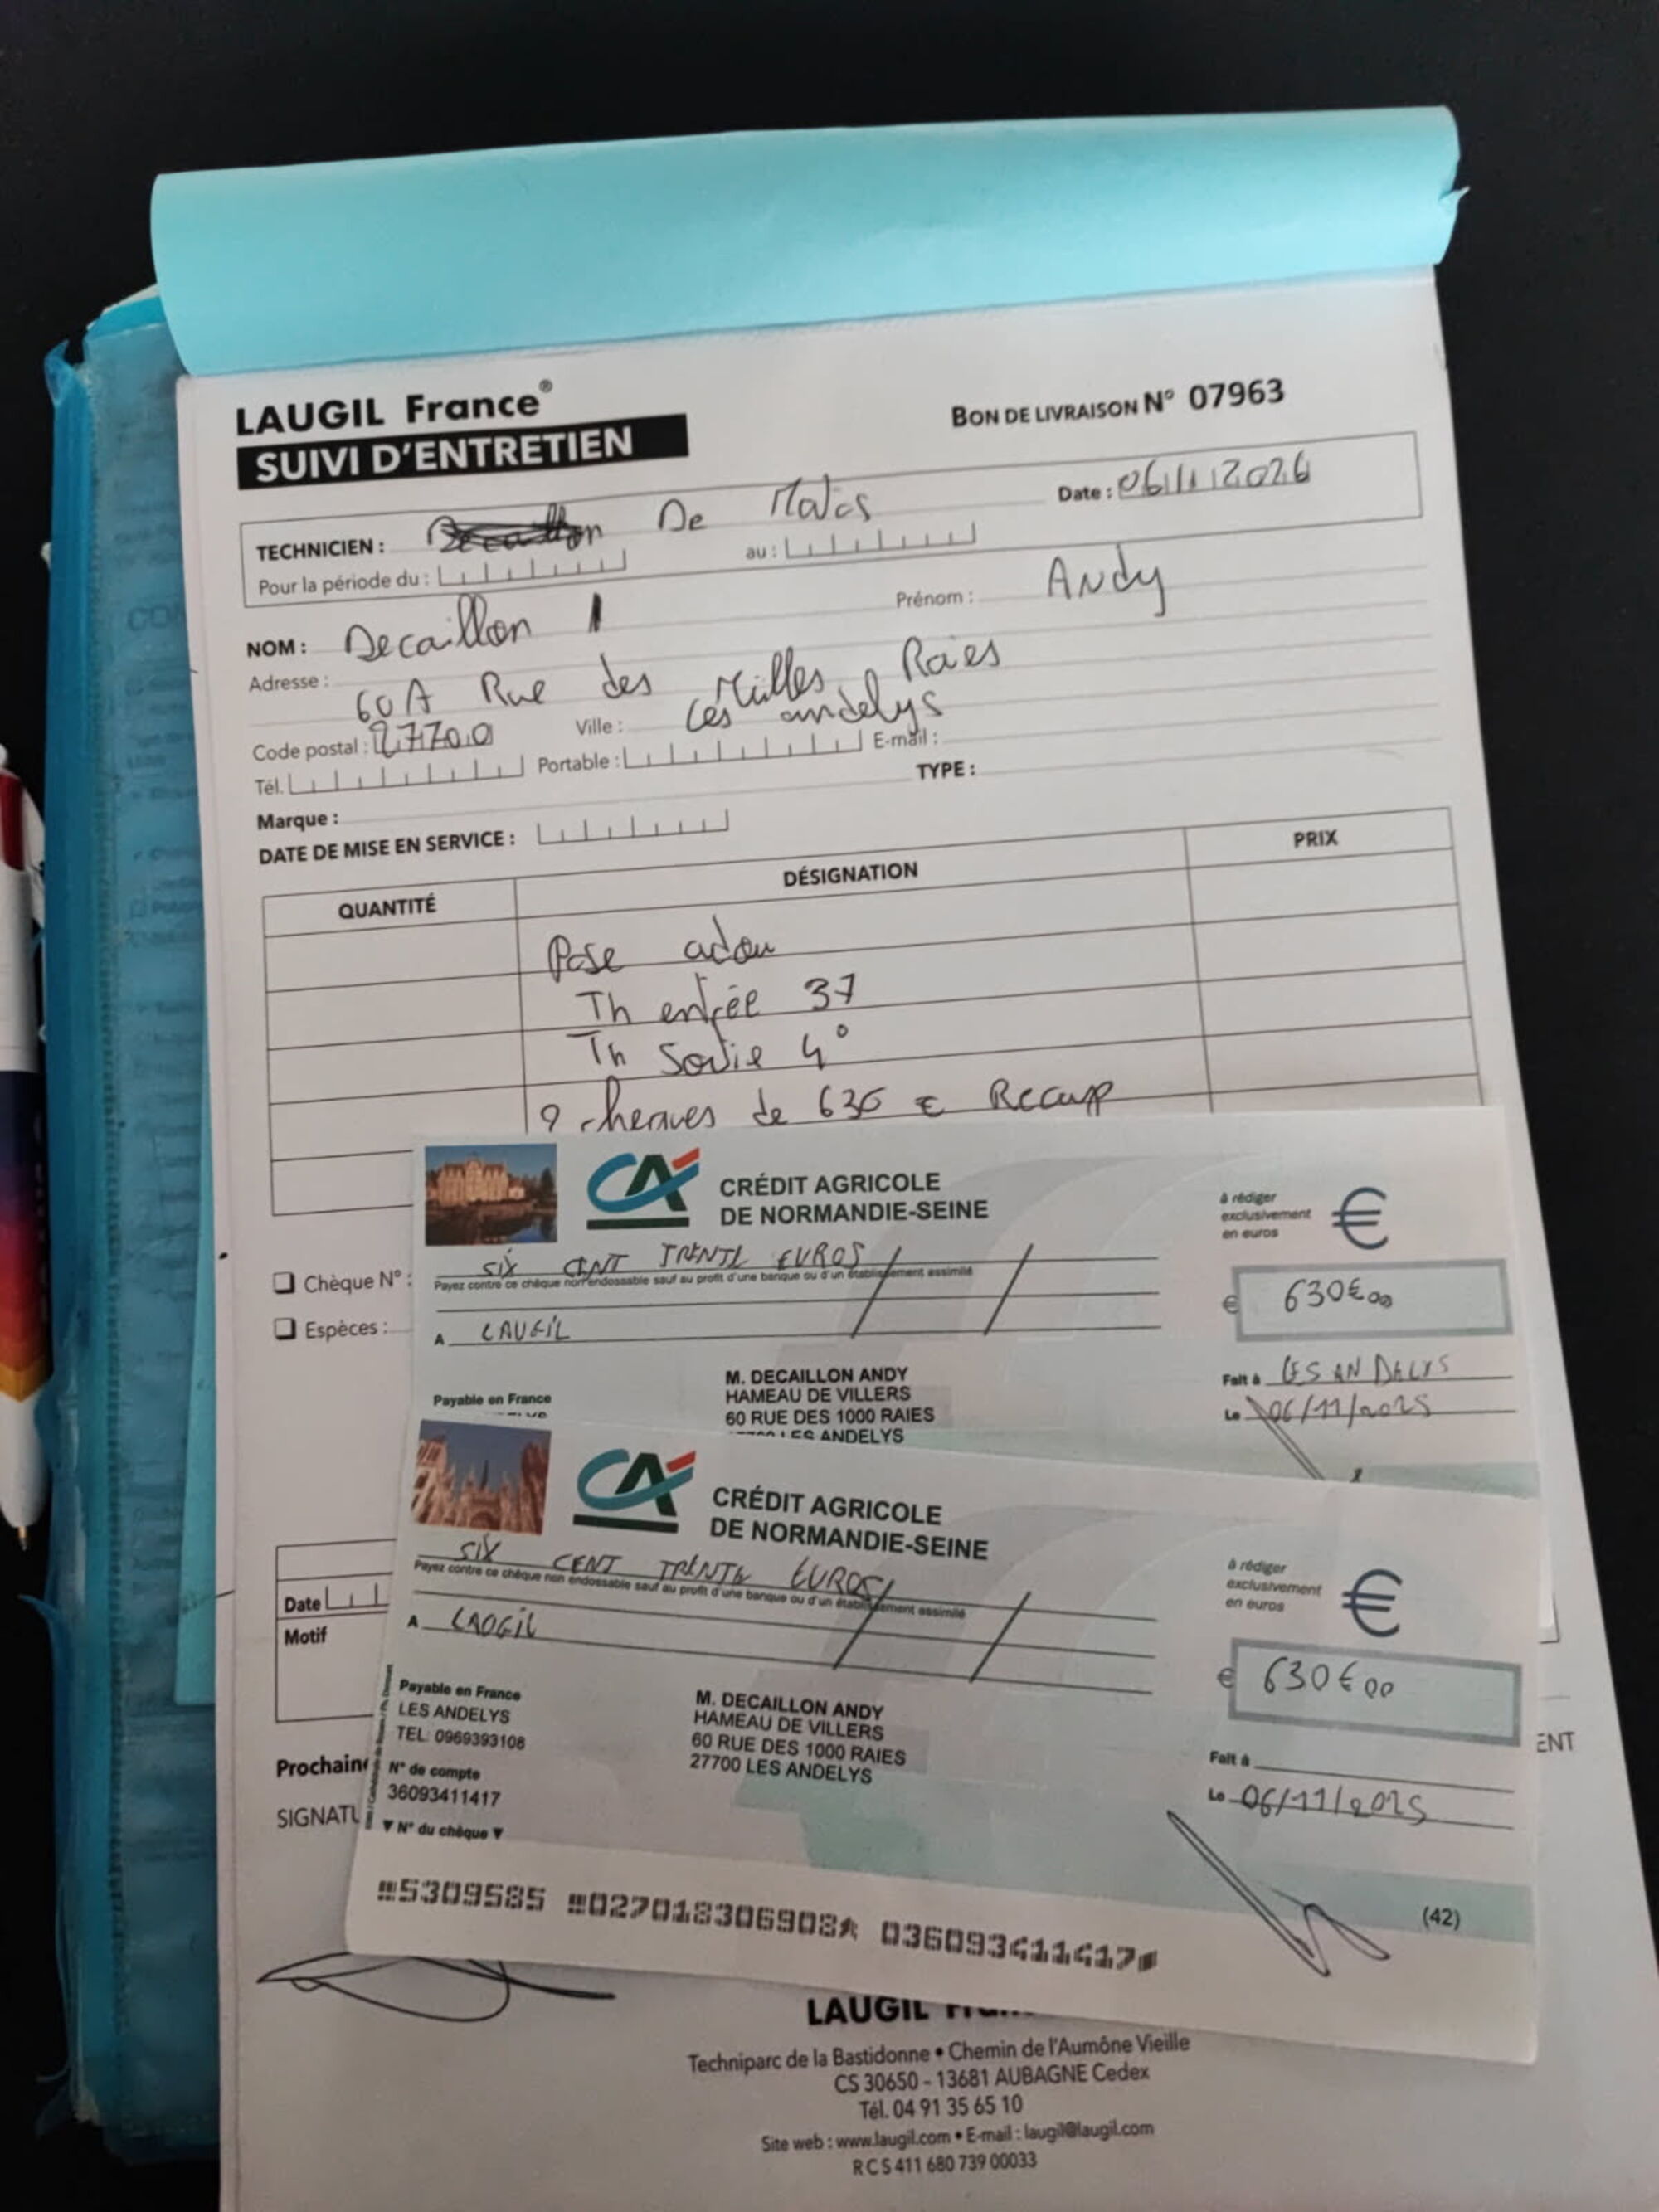 LAUGIL France®
SUIVI D'ENTRETIEN
BON DE LIVRAISON N° 07963
TECHNICIEN : De
Date : 06/11/2026
Pour la période du :
au :
NOM : Decaillon
Prénom : Andy
Adresse :
60A Rue des Milles Raies
Code postal : 27700
Ville : Les andelys
Tél.
Portable :
E-mail :
Marque :
TYPE :
DATE DE MISE EN SERVICE :
QUANTITÉ
DÉSIGNATION
PRIX
Pose adou
Th entrée 37
Th Sortie 4°
de 630 € Recup
Chèque N° :
Espèces :
CRÉDIT AGRICOLE
DE NORMANDIE-SEINE
à rédiger
exclusivement
en euros
€
SIX CENT TRENTE EUROS
Payez contre ce chèque non endossable sauf au profit d'une banque ou d'un établissement assimilé
€ 630€00
A LAUGIL
M. DECAILLON ANDY
HAMEAU DE VILLERS
60 RUE DES 1000 RAIES
LES ANDELYS
Payable en France
Fait à LES ANDELYS
Le 06/11/2025
CRÉDIT AGRICOLE
DE NORMANDIE-SEINE
à rédiger
exclusivement
en euros
€
SIX CENT TRENTE EUROS
Payez contre ce chèque non endossable sauf au profit d'une banque ou d'un établissement assimilé
€ 630€00
A LAUGIL
Payable en France
LES ANDELYS
TEL: 0969393108
N° de compte
36093411417
▼ N° du chèque ▼
M. DECAILLON ANDY
HAMEAU DE VILLERS
60 RUE DES 1000 RAIES
27700 LES ANDELYS
Fait à
Le 06/11/2025
(42)
5309585 027018306908 036093411417
Date
Motif
ENT
LAUGIL
Techniparc de la Bastidonne • Chemin de l'Aumône Vieille
CS 30650 - 13681 AUBAGNE Cedex
Tél. 04 91 35 65 10
Site web : www.laugil.com • E-mail : laugil@laugil.com
RCS 411 680 739 00033